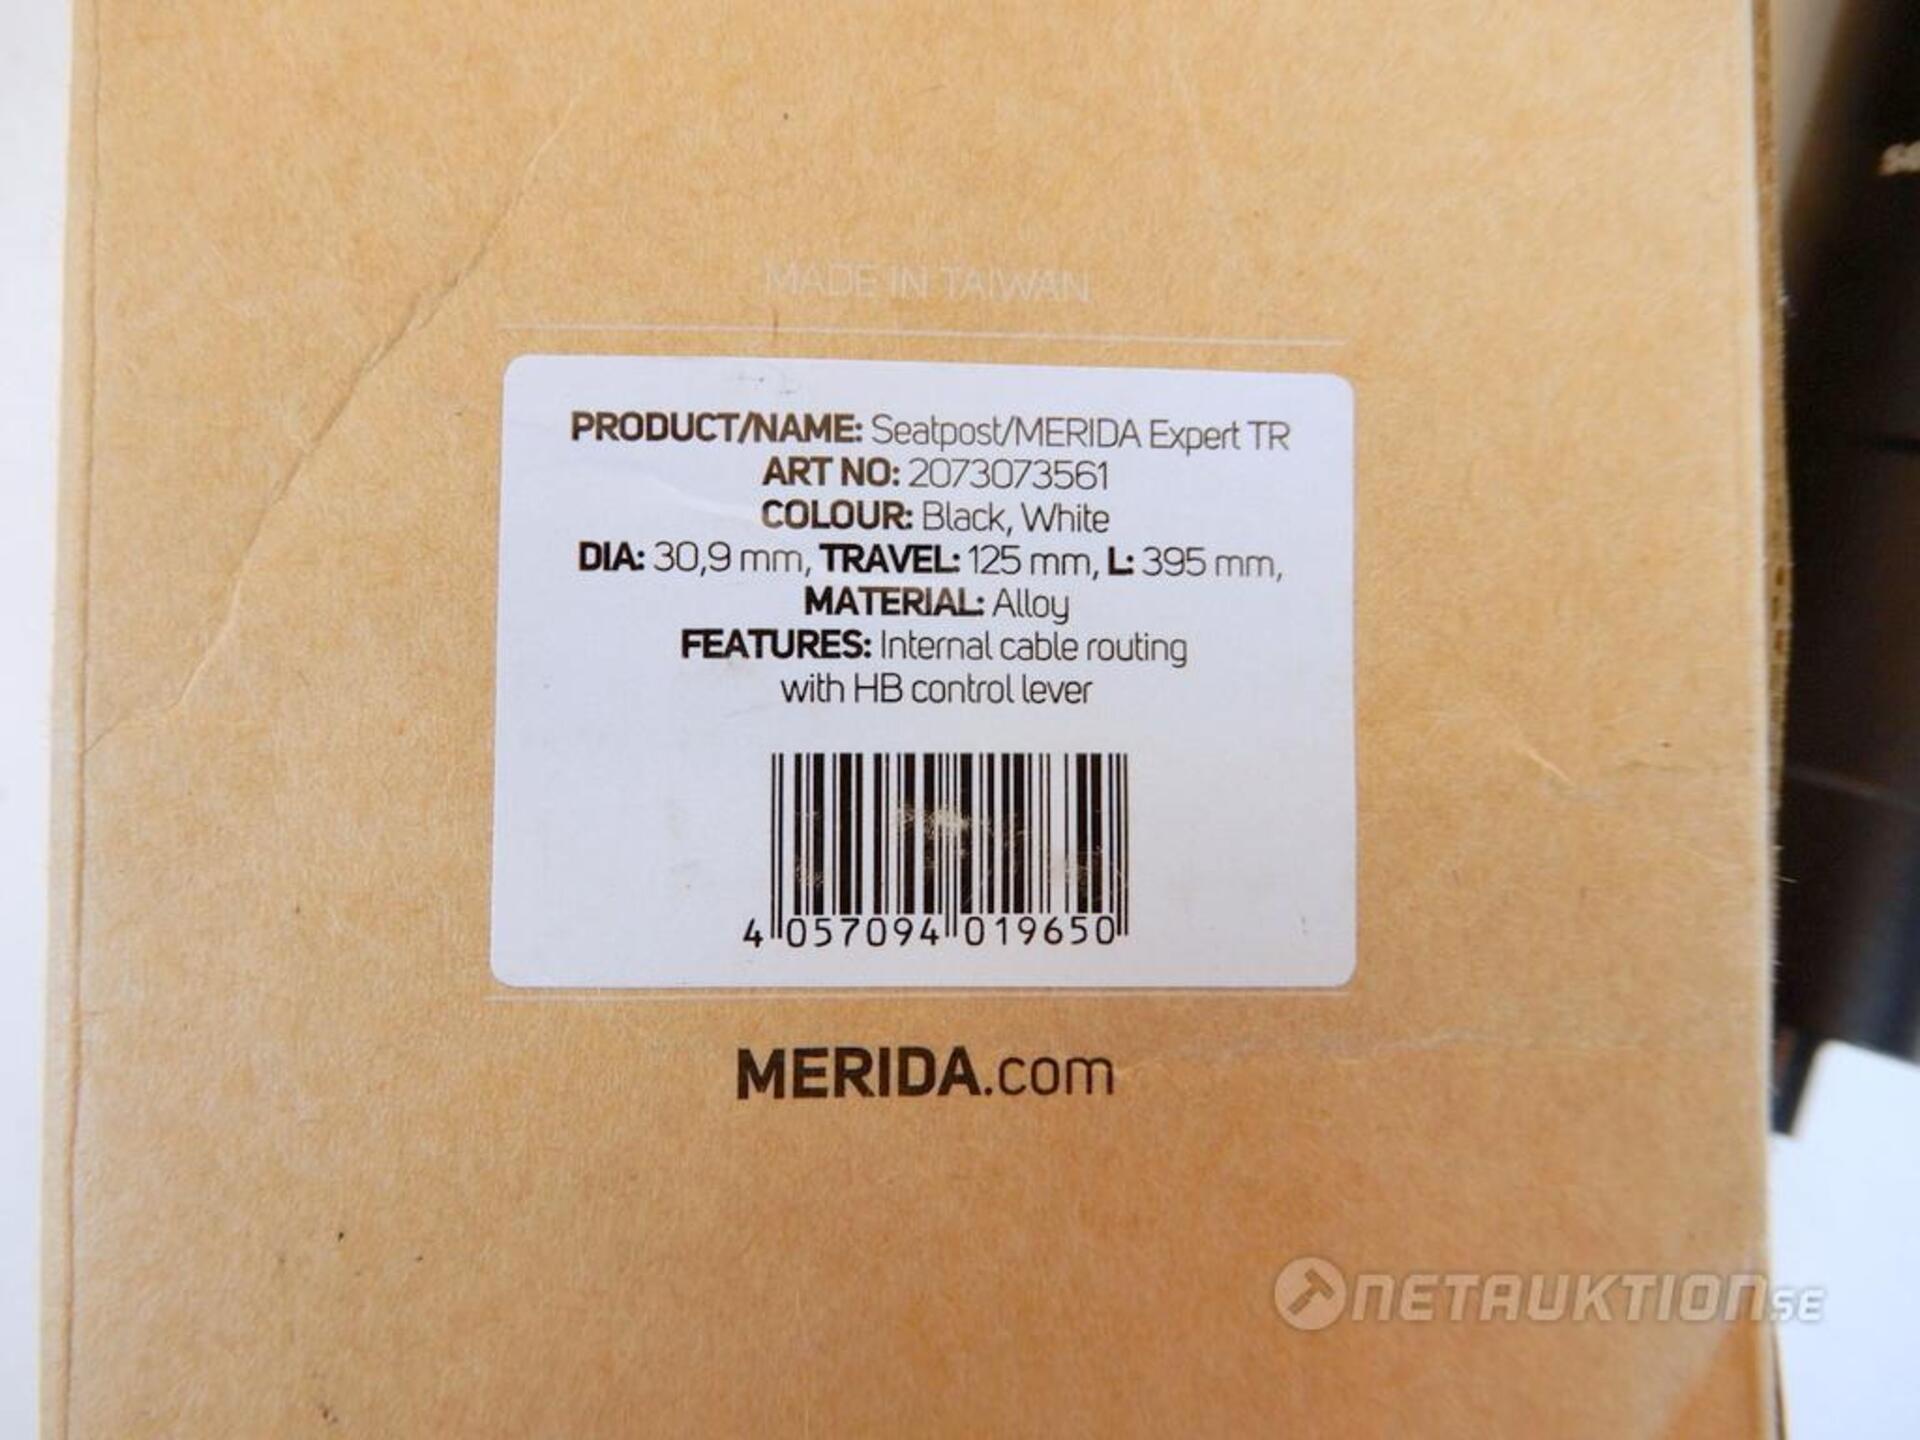 MADE IN TAIWAN
PRODUCT/NAME: Seatpost/MERIDA Expert TR
ART NO: 2073073561
COLOUR: Black, White
DIA: 30,9 mm, TRAVEL: 125 mm, L: 395 mm,
MATERIAL: Alloy
FEATURES: Internal cable routing
with HB control lever
4 057094 019650
MERIDA.com
NETAUKTION.SE